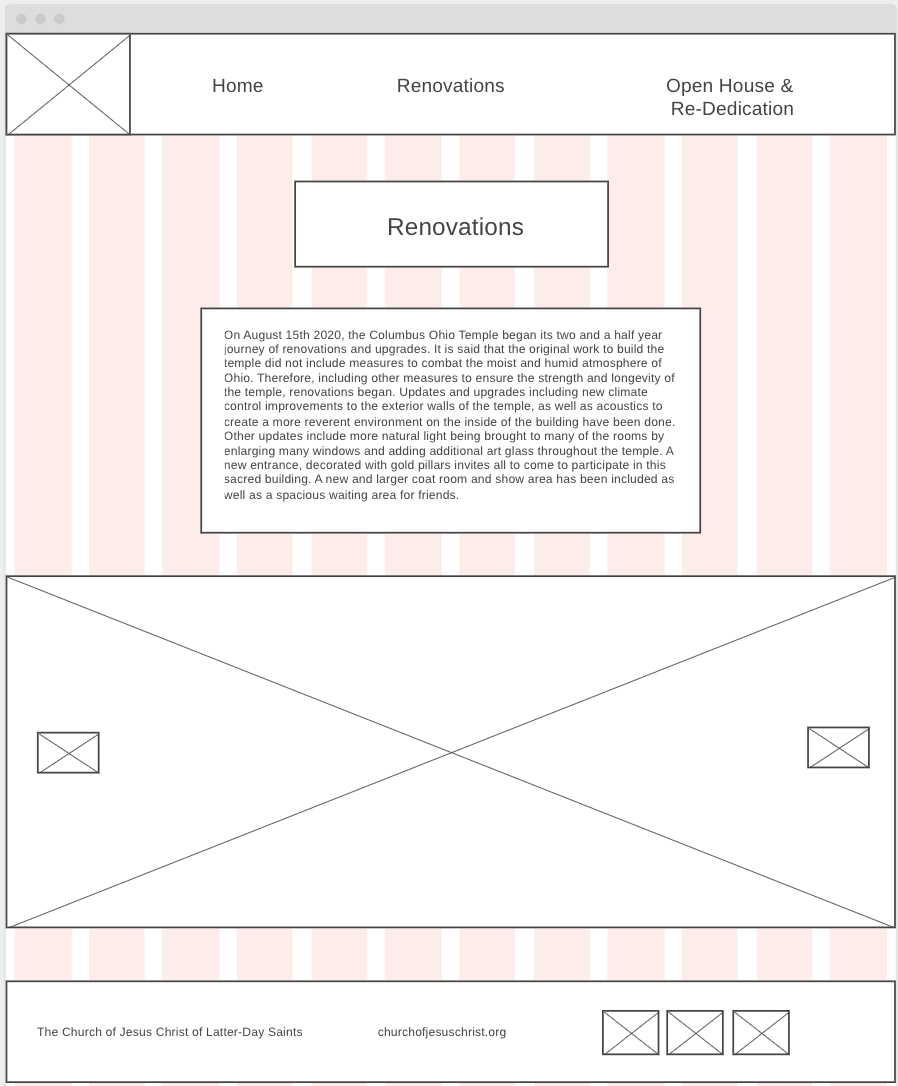 Home
Renovations
Open House &
Re-Dedication
Renovations
On August 15th 2020, the Columbus Ohio Temple began its two and a half year
journey of renovations and upgrades. It is said that the original work to build the
temple did not include measures to combat the moist and humid atmosphere of
Ohio. Therefore, including other measures to ensure the strength and longevity of
the temple, renovations began. Updates and upgrades including new climate
control improvements to the exterior walls of the temple, as well as acoustics to
create a more reverent environment on the inside of the building have been done.
Other updates include more natural light being brought to many of the rooms by
enlarging many windows and adding additional art glass throughout the temple. A
new entrance, decorated with gold pillars invites all to come to participate in this
sacred building. A new and larger coat room and show area has been included as
well as a spacious waiting area for friends.
The Church of Jesus Christ of Latter-Day Saints
churchofjesuschrist.org